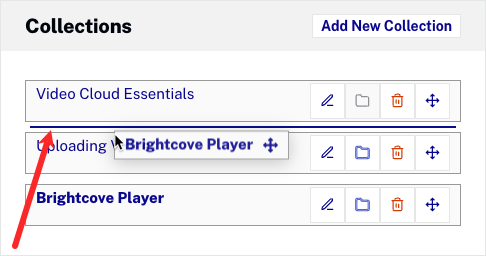 Collections
Add New Collection
Video Cloud Essentials
Uploading
Brightcove Player
Brightcove Player